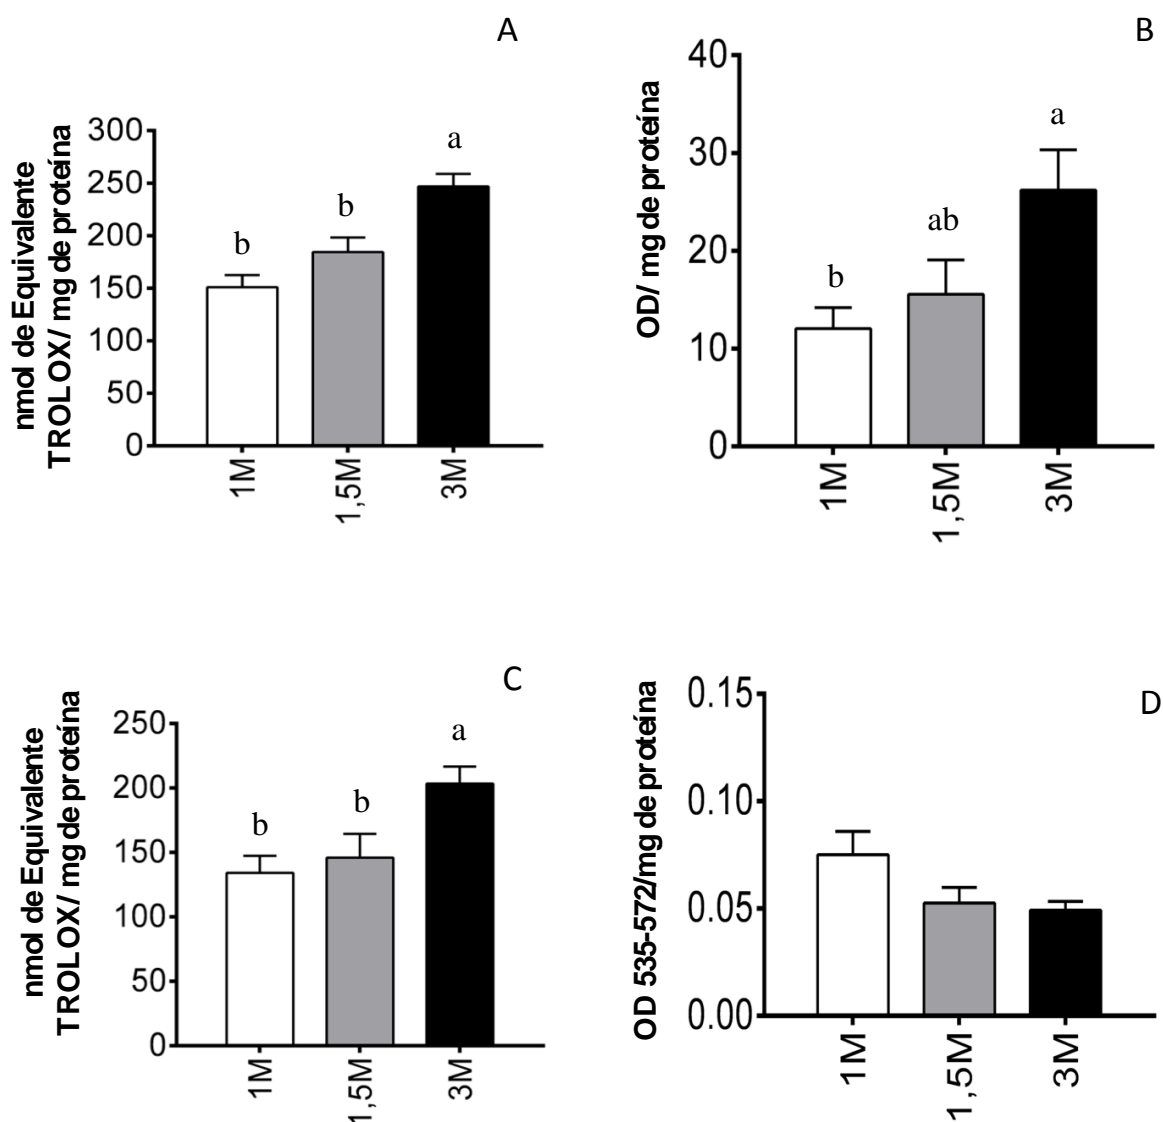 A
nmol de Equivalente
TROLOX/ mg de proteína
300
250
200
150
100
50
0
b
b
a
1M
1,5M
3M
B
OD/ mg de proteína
40
30
20
10
0
b
ab
a
1M
1,5M
3M
C
nmol de Equivalente
TROLOX/ mg de proteína
250
200
150
100
50
0
b
b
a
1M
1,5M
3M
D
OD 535-572/mg de proteína
0.15
0.10
0.05
0.00
1M
1,5M
3M